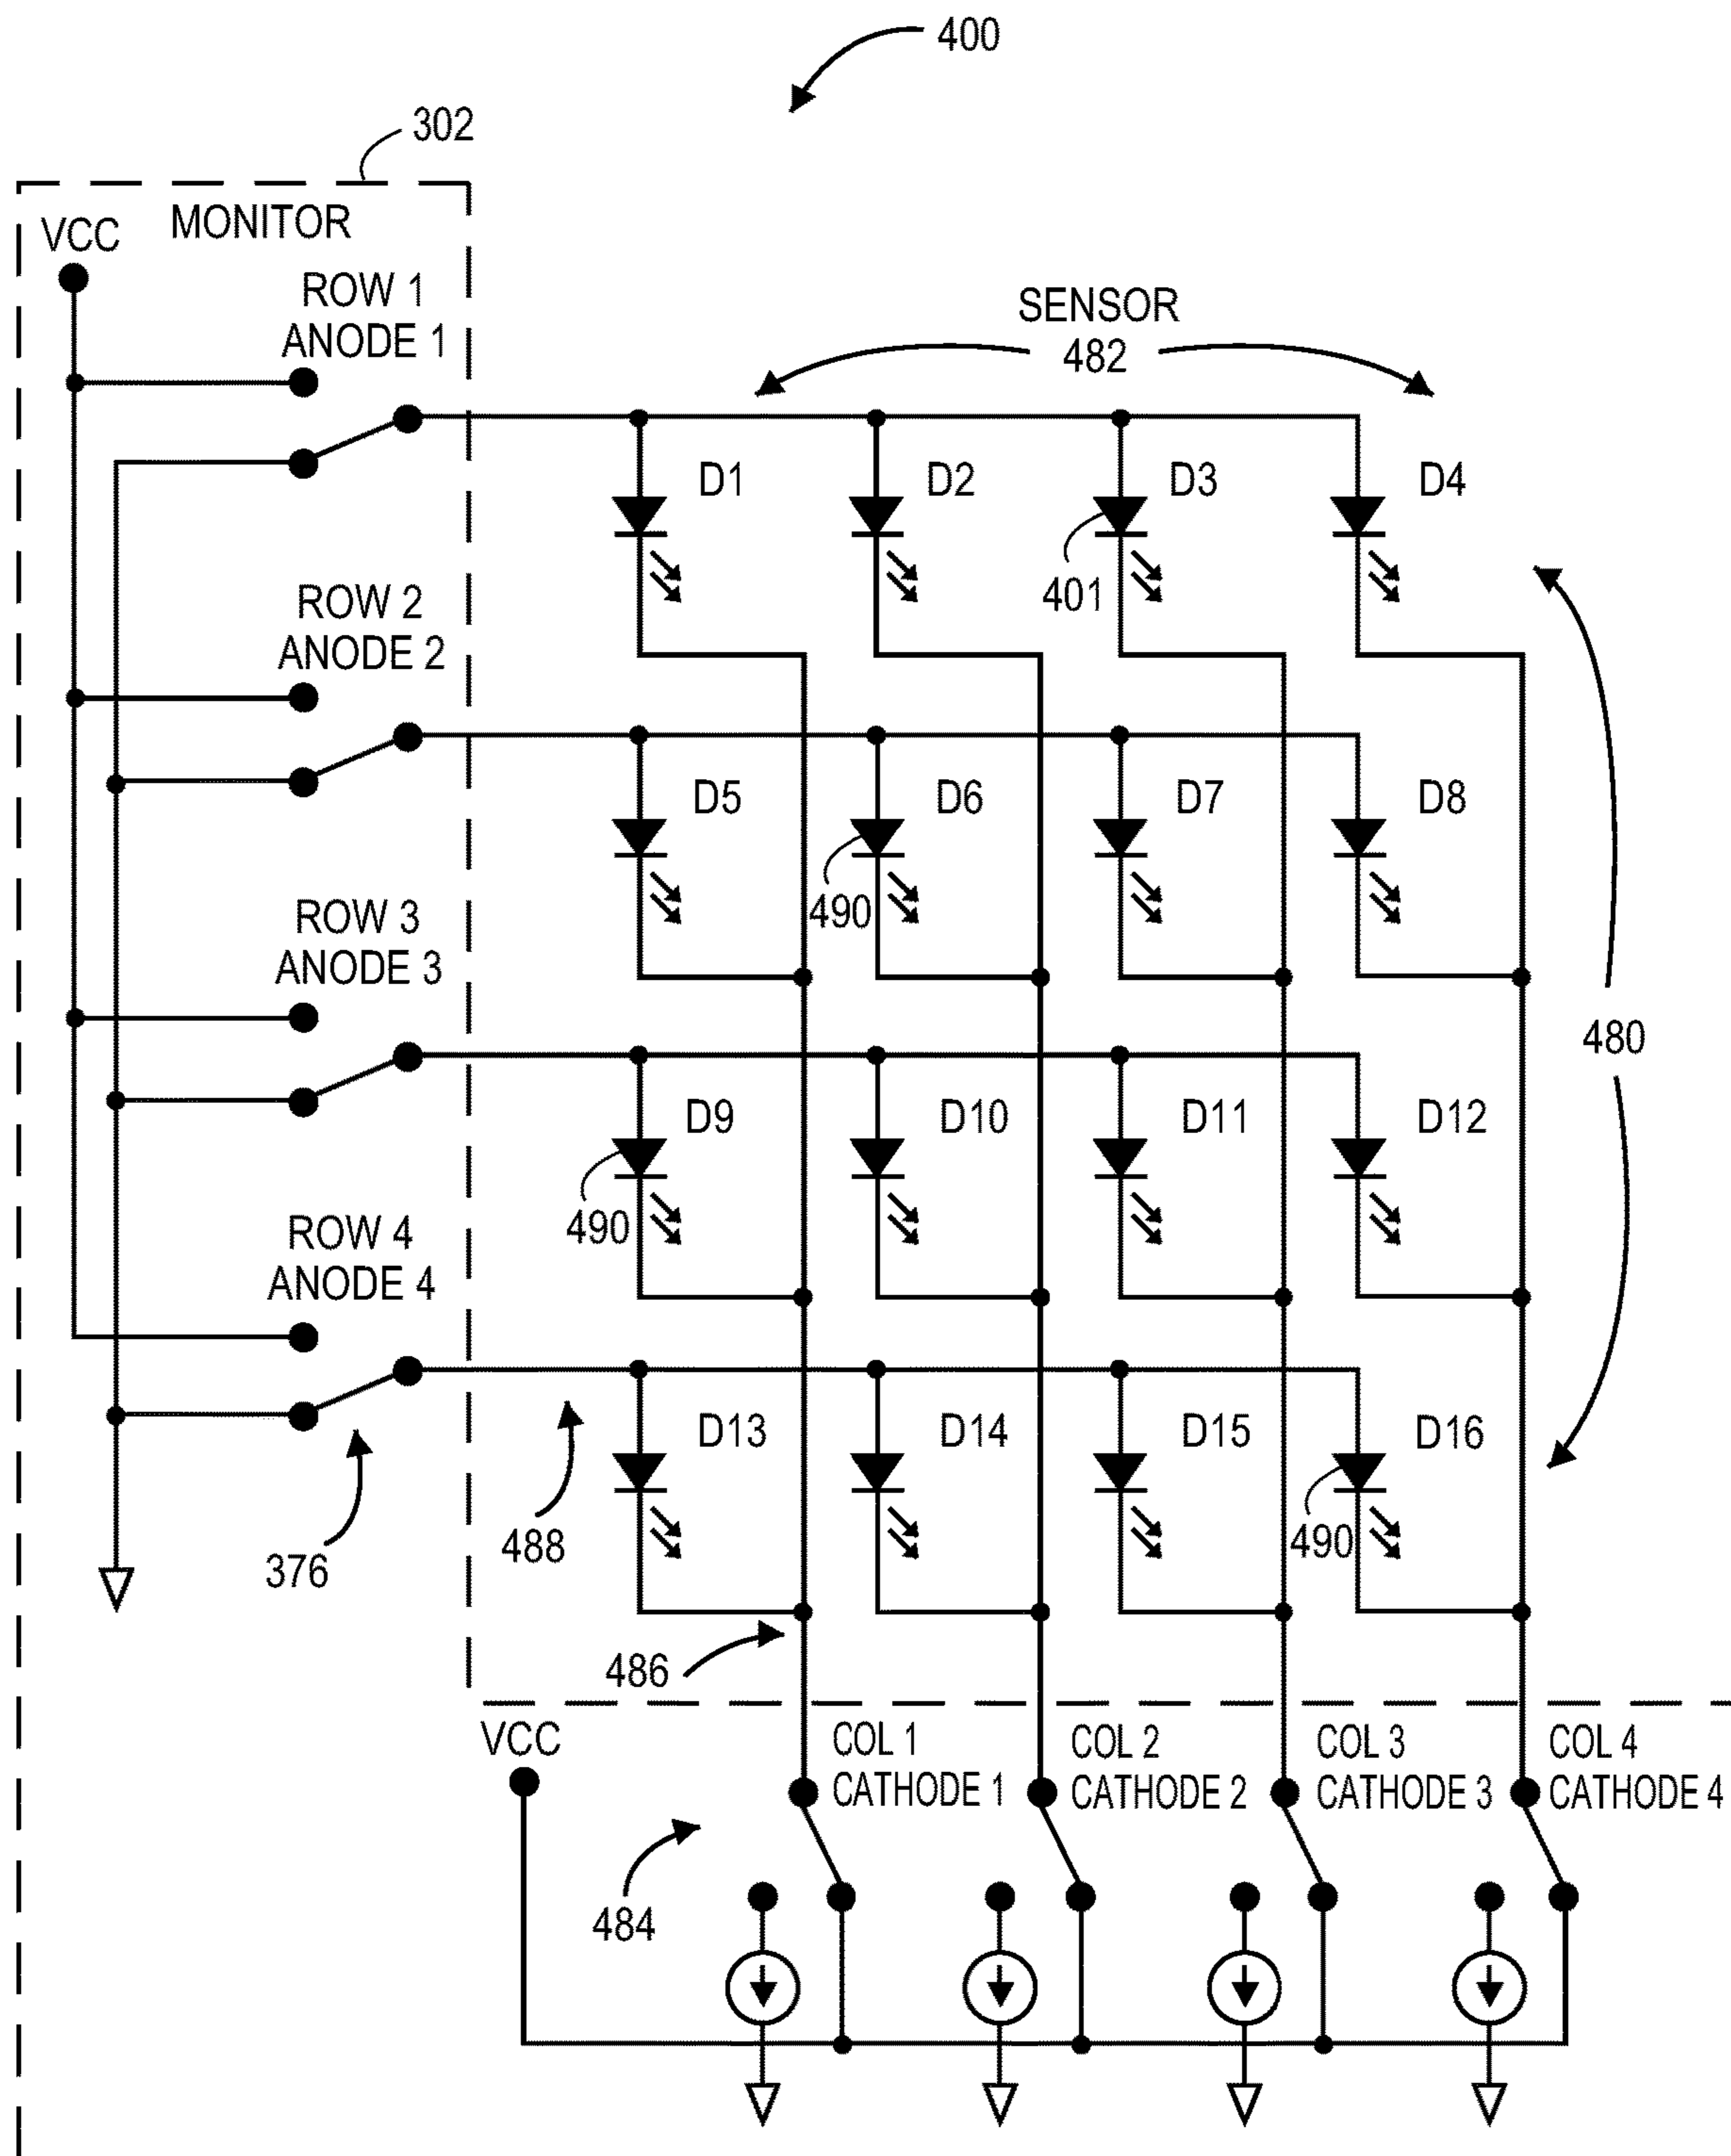 400
302
MONITOR
VCC
ROW 1
ANODE 1
SENSOR
482
D1
D2
D3
D4
401
ROW 2
ANODE 2
D5
D6
D7
D8
490
ROW 3
ANODE 3
480
D9
D10
D11
D12
490
ROW 4
ANODE 4
D13
D14
D15
D16
376
488
490
486
VCC
COL 1
CATHODE 1
COL 2
CATHODE 2
COL 3
CATHODE 3
COL 4
CATHODE 4
484